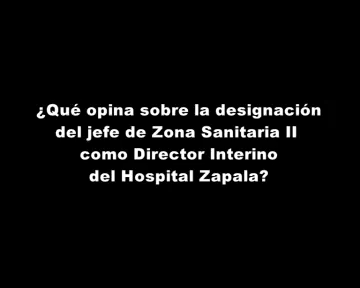 ¿Qué opina sobre la designación
del jefe de Zona Sanitaria II
como Director Interino
del Hospital Zapala?